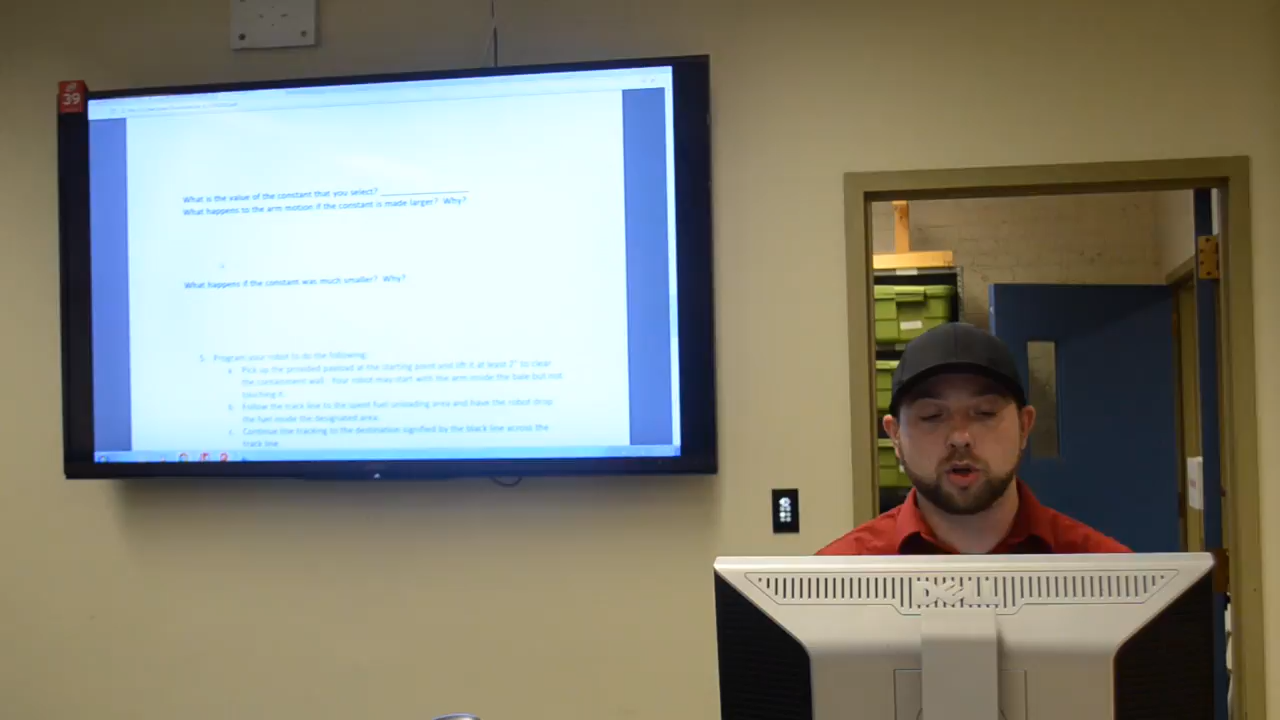 39
What is the value of the constant that you select? ____________
What happens to the arm motion if the constant is made larger? Why?
What happens if the constant was much smaller? Why?
5. Program your robot to do the following:
a. Pick up the provided payload at the starting point and lift it at least 2" to clear
the containment wall. Your robot may start with the arm inside the bale but not
touching it.
b. Follow the track line to the spent fuel unloading area and have the robot drop
the fuel inside the designated area.
c. Continue line tracking to the destination signified by the black line across the
track line
DELL